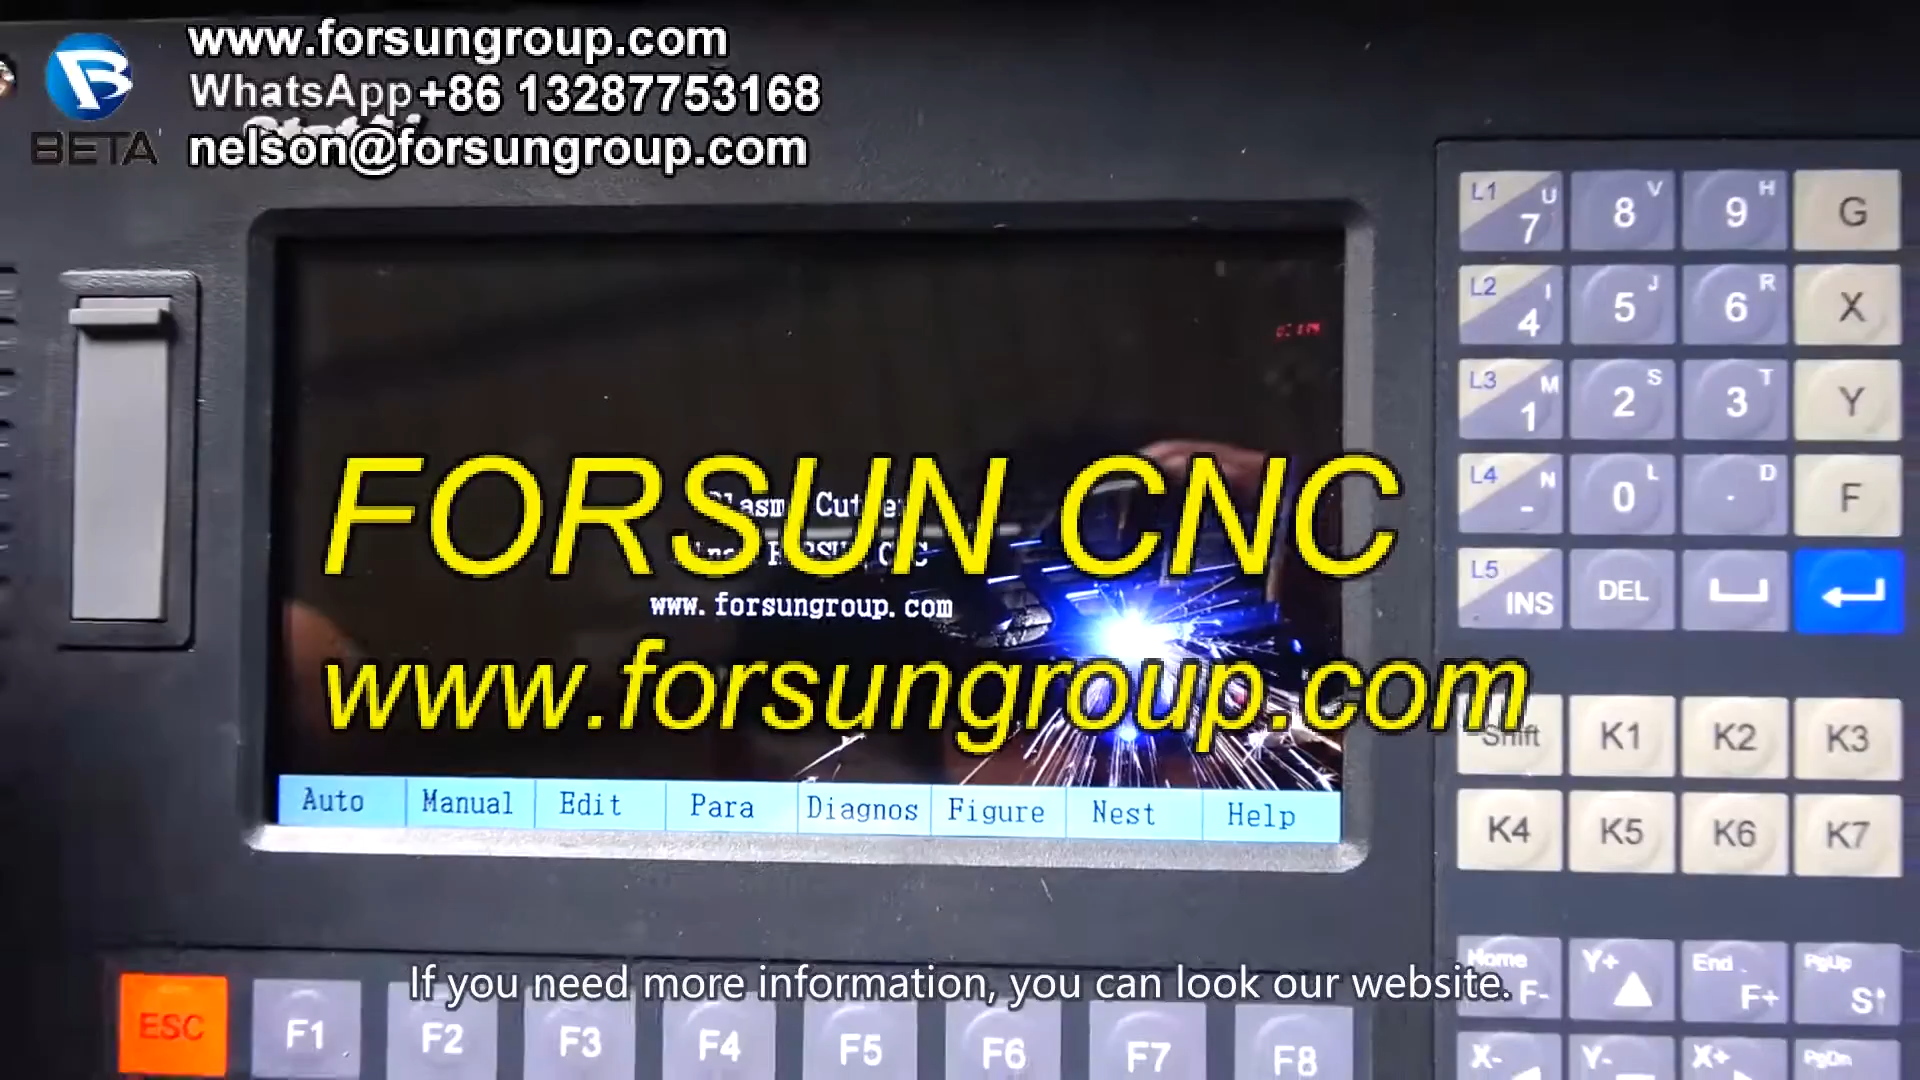 www.forsungroup.com
WhatsApp+86 13287753168
nelson@forsungroup.com
BETA
FORSUN CNC
www.forsungroup.com
www.forsungroup.com
Auto Manual Edit Para Diagnos Figure Nest Help
If you need more information, you can look our website.
ESC F1 F2 F3 F4 F5 F6 F7 F8
L1 U 7 8 V 9 H G
L2 I 4 5 J 6 R X
L3 M 1 2 S 3 T Y
L4 N - 0 L . D F
L5 INS DEL
Shift K1 K2 K3
K4 K5 K6 K7
Home F- Y+ End F+ PgUp S↑
X- Y- X+ PgDn